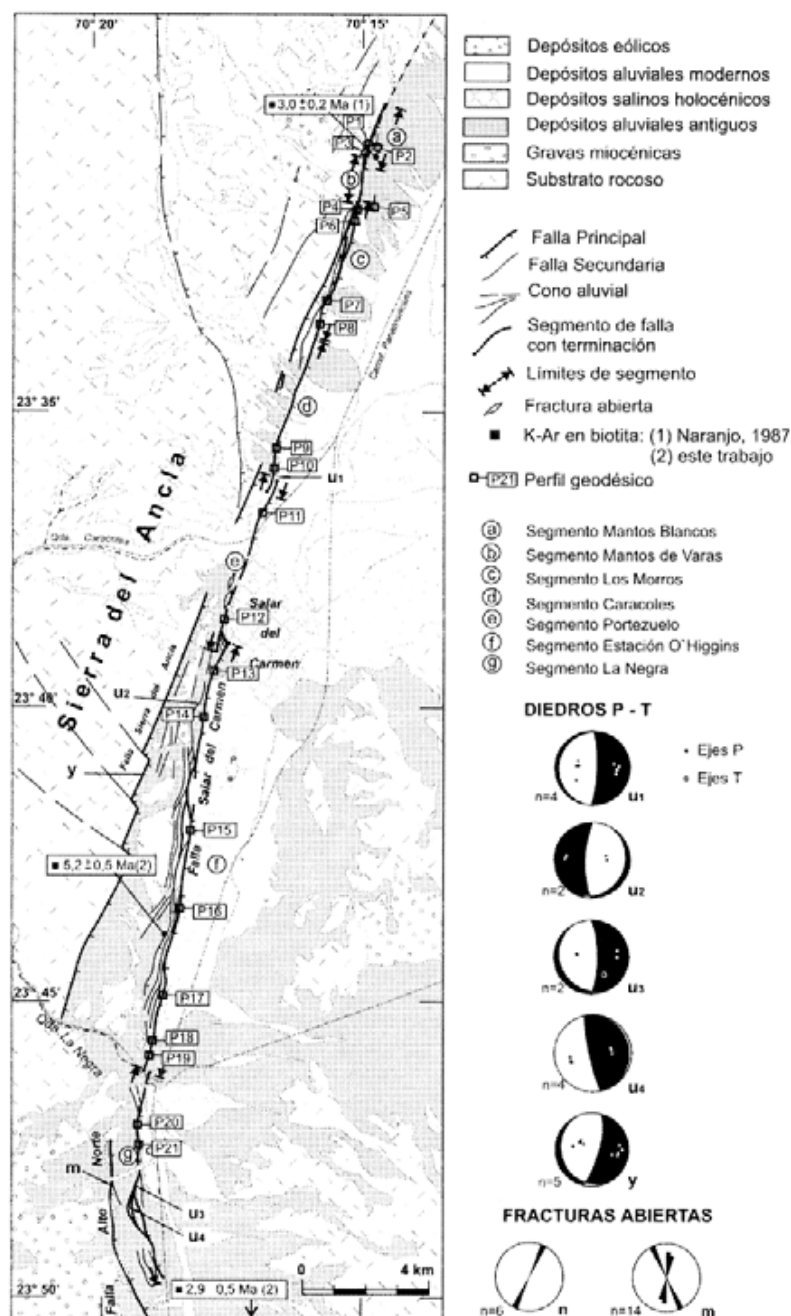 70 20'
70 15'
3,0 ± 0,2 Ma (1)
P1
P3
a
P2
b
P4
P5
P6
c
P7
P8
23 35
d
P9
P10
u1
P11
Qda. Caracoles
e
Sierra del Ancla
Salar del Carmen
P12
P13
u2
23 48
P14
Falla Sierra del Ancla
y
Falla Salar del Carmen
P15
5,2 ± 0,5 Ma (2)
f
P16
23 45
P17
Qda. La Negra
P18
P19
P20
P21
g
m
Falla Alto Norte
u3
u4
23 50
2,9 0,5 Ma (2)
0
4 km
Depósitos eólicos
Depósitos aluviales modernos
Depósitos salinos holocénicos
Depósitos aluviales antiguos
Gravas miocénicas
Substrato rocoso
Falla Principal
Falla Secundaria
Cono aluvial
Segmento de falla
con terminación
Límites de segmento
Fractura abierta
K-Ar en biotita: (1) Naranjo, 1987
(2) este trabajo
P21 Perfil geodésico
a Segmento Mantos Blancos
b Segmento Mantos de Varas
c Segmento Los Morros
d Segmento Caracoles
e Segmento Portezuelo
f Segmento Estación O'Higgins
g Segmento La Negra
DIEDROS P - T
Ejes P
Ejes T
n=4 u1
n=2 u2
n=2 u3
n=4 u4
n=5 y
FRACTURAS ABIERTAS
n=6 n
n=14 m